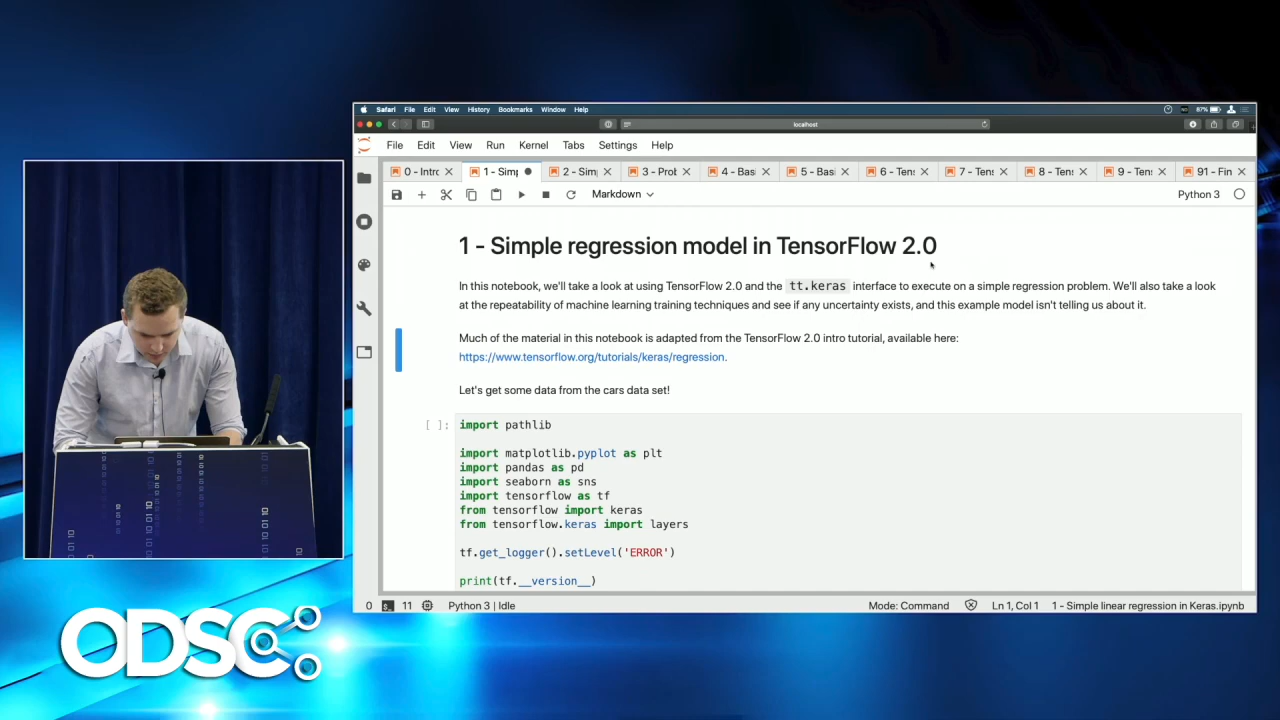 Safari File Edit View History Bookmarks Window Help
67%
localhost
File Edit View Run Kernel Tabs Settings Help
0 - Intro 1 - Simp 2 - Sim 3 - Prob 4 - Basi 5 - Basi 6 - Tens 7 - Tens 8 - Tens 9 - Tens 91 - Fin
Markdown
Python 3
1 - Simple regression model in TensorFlow 2.0
In this notebook, we'll take a look at using TensorFlow 2.0 and the tt.keras interface to execute on a simple regression problem. We'll also take a look
at the repeatability of machine learning training techniques and see if any uncertainty exists, and this example model isn't telling us about it.
Much of the material in this notebook is adapted from the TensorFlow 2.0 intro tutorial, available here:
https://www.tensorflow.org/tutorials/keras/regression.
Let's get some data from the cars data set!
[ ]: import pathlib
import matplotlib.pyplot as plt
import pandas as pd
import seaborn as sns
import tensorflow as tf
from tensorflow import keras
from tensorflow.keras import layers
tf.get_logger().setLevel('ERROR')
print(tf.__version__)
0 11 Python 3 | Idle Mode: Command Ln 1, Col 1 1 - Simple linear regression in Keras.ipynb
ODSC